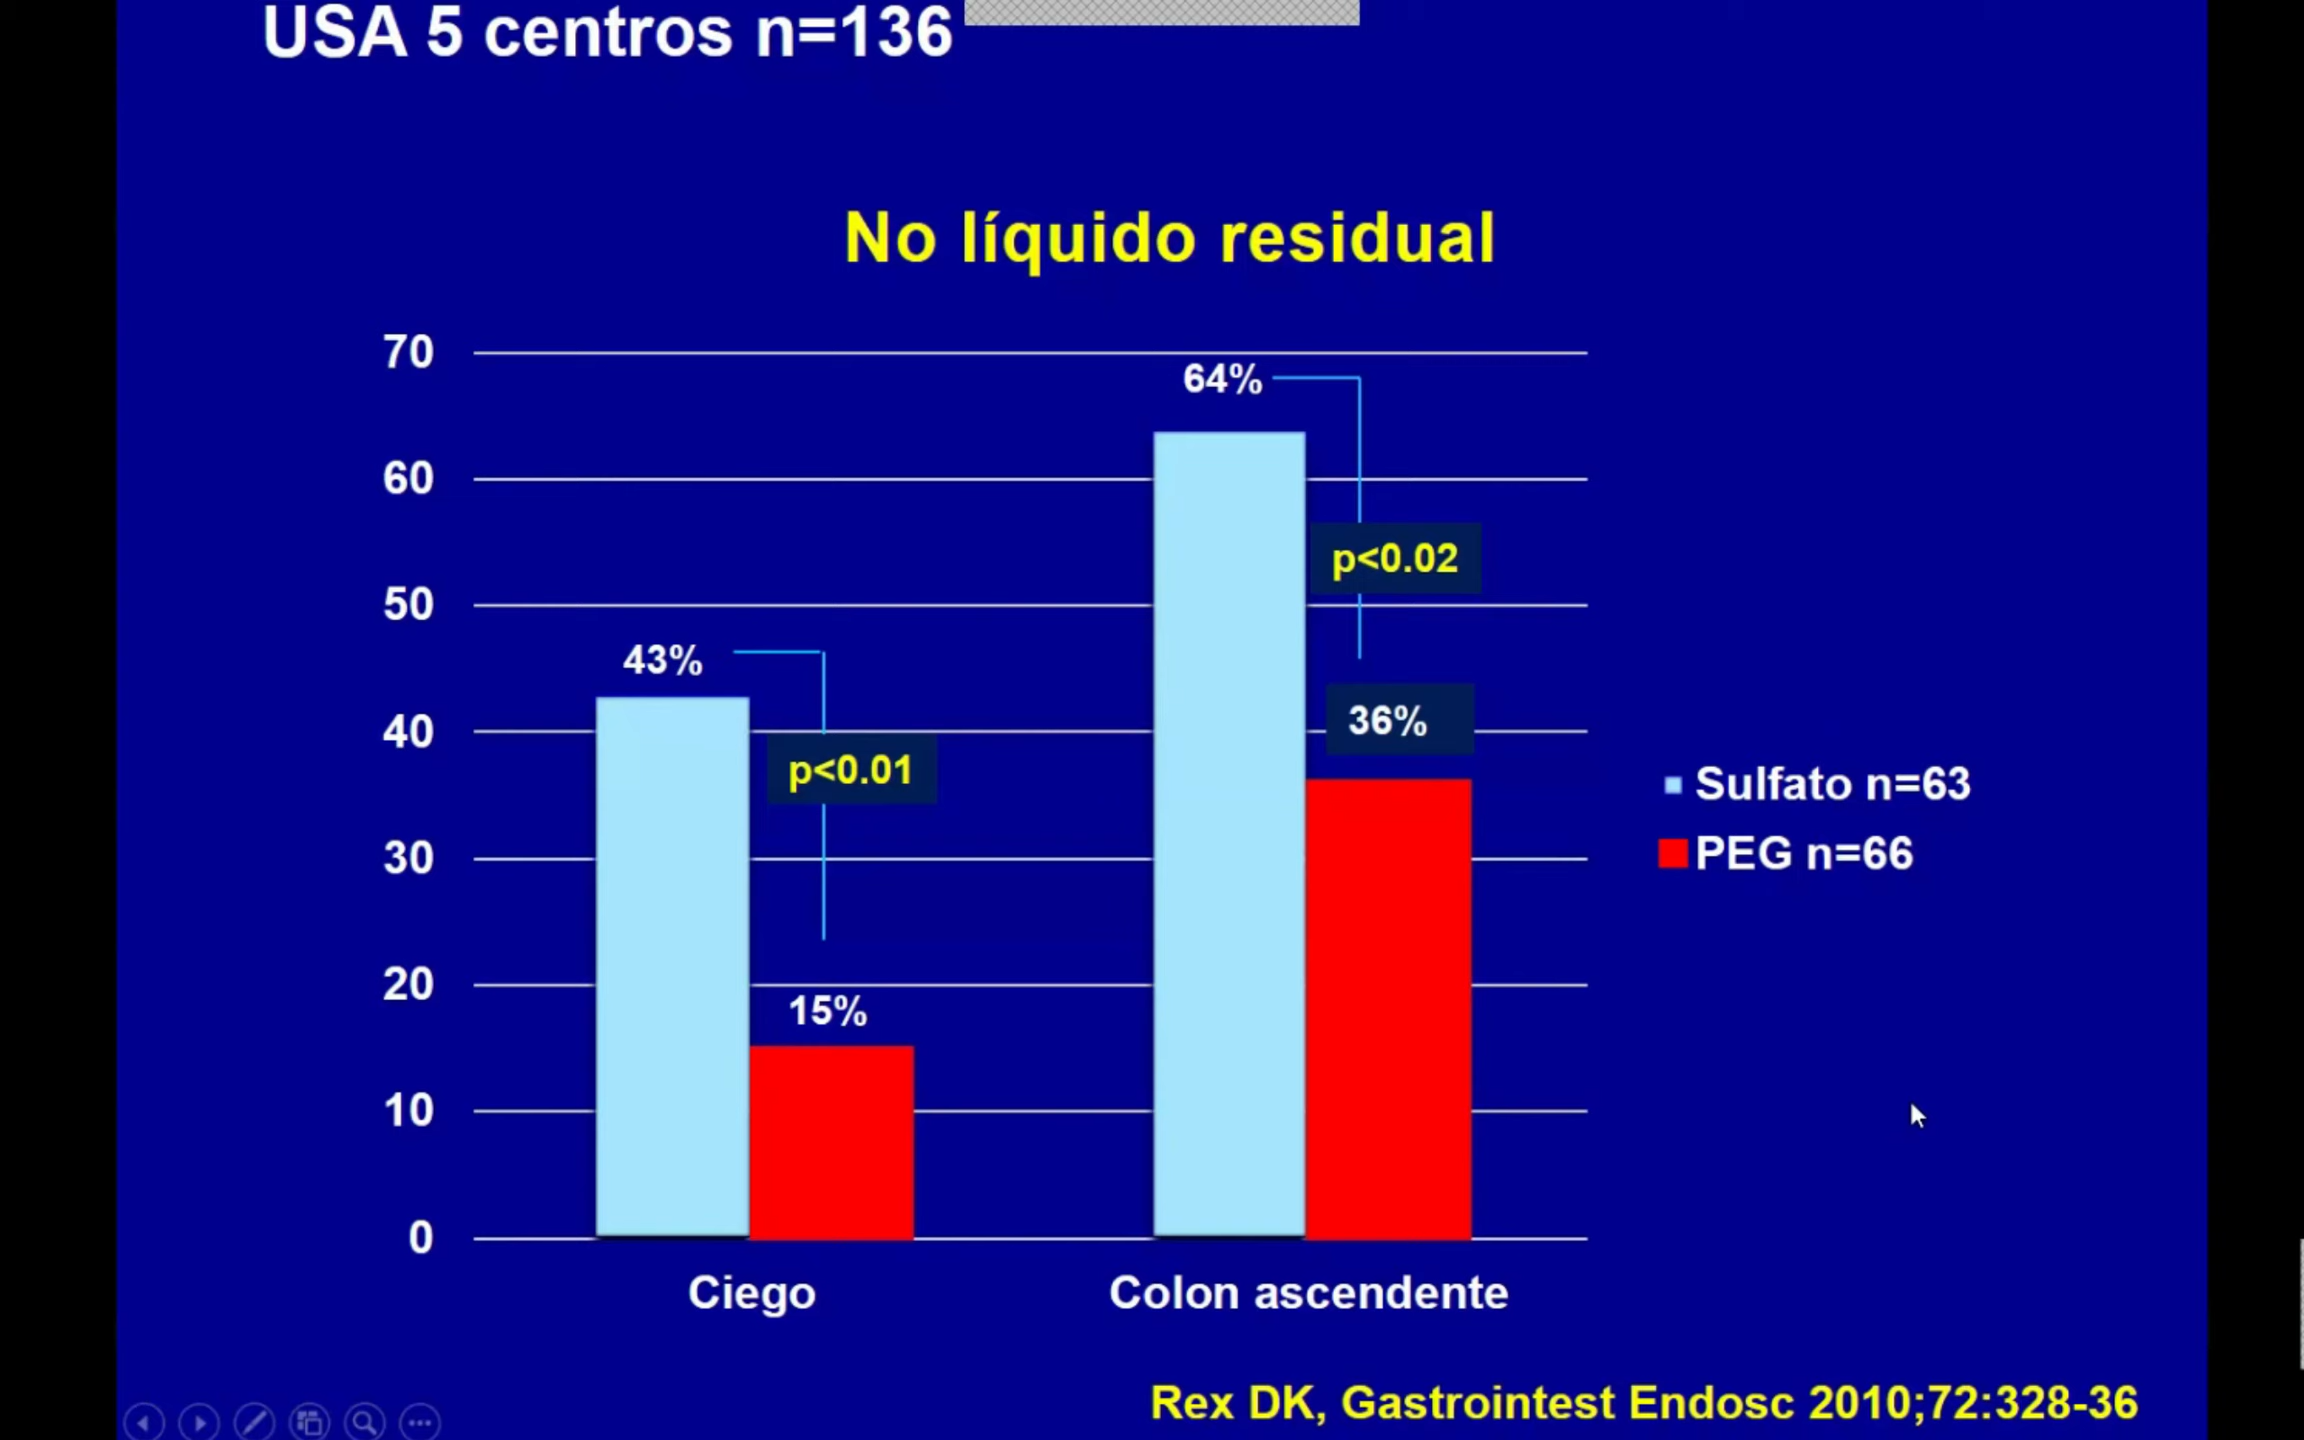 USA 5 centros n=136
No líquido residual
70
64%
60
p<0.02
50
43%
36%
40
p<0.01
Sulfato n=63
30
PEG n=66
20
15%
10
0
Ciego
Colon ascendente
Rex DK, Gastrointest Endosc 2010;72:328-36